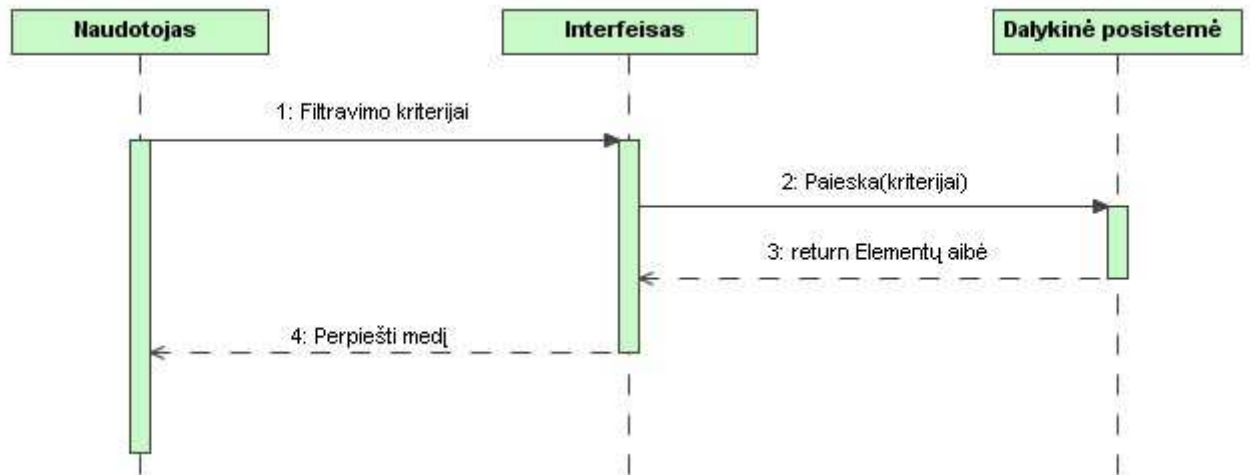 Naudotojas
Interfeisas
Dalykinė posistemė
1: Filtravimo kriterijai
2: Paieska(kriterijai)
3: return Elementų aibė
4: Perpiešti medį